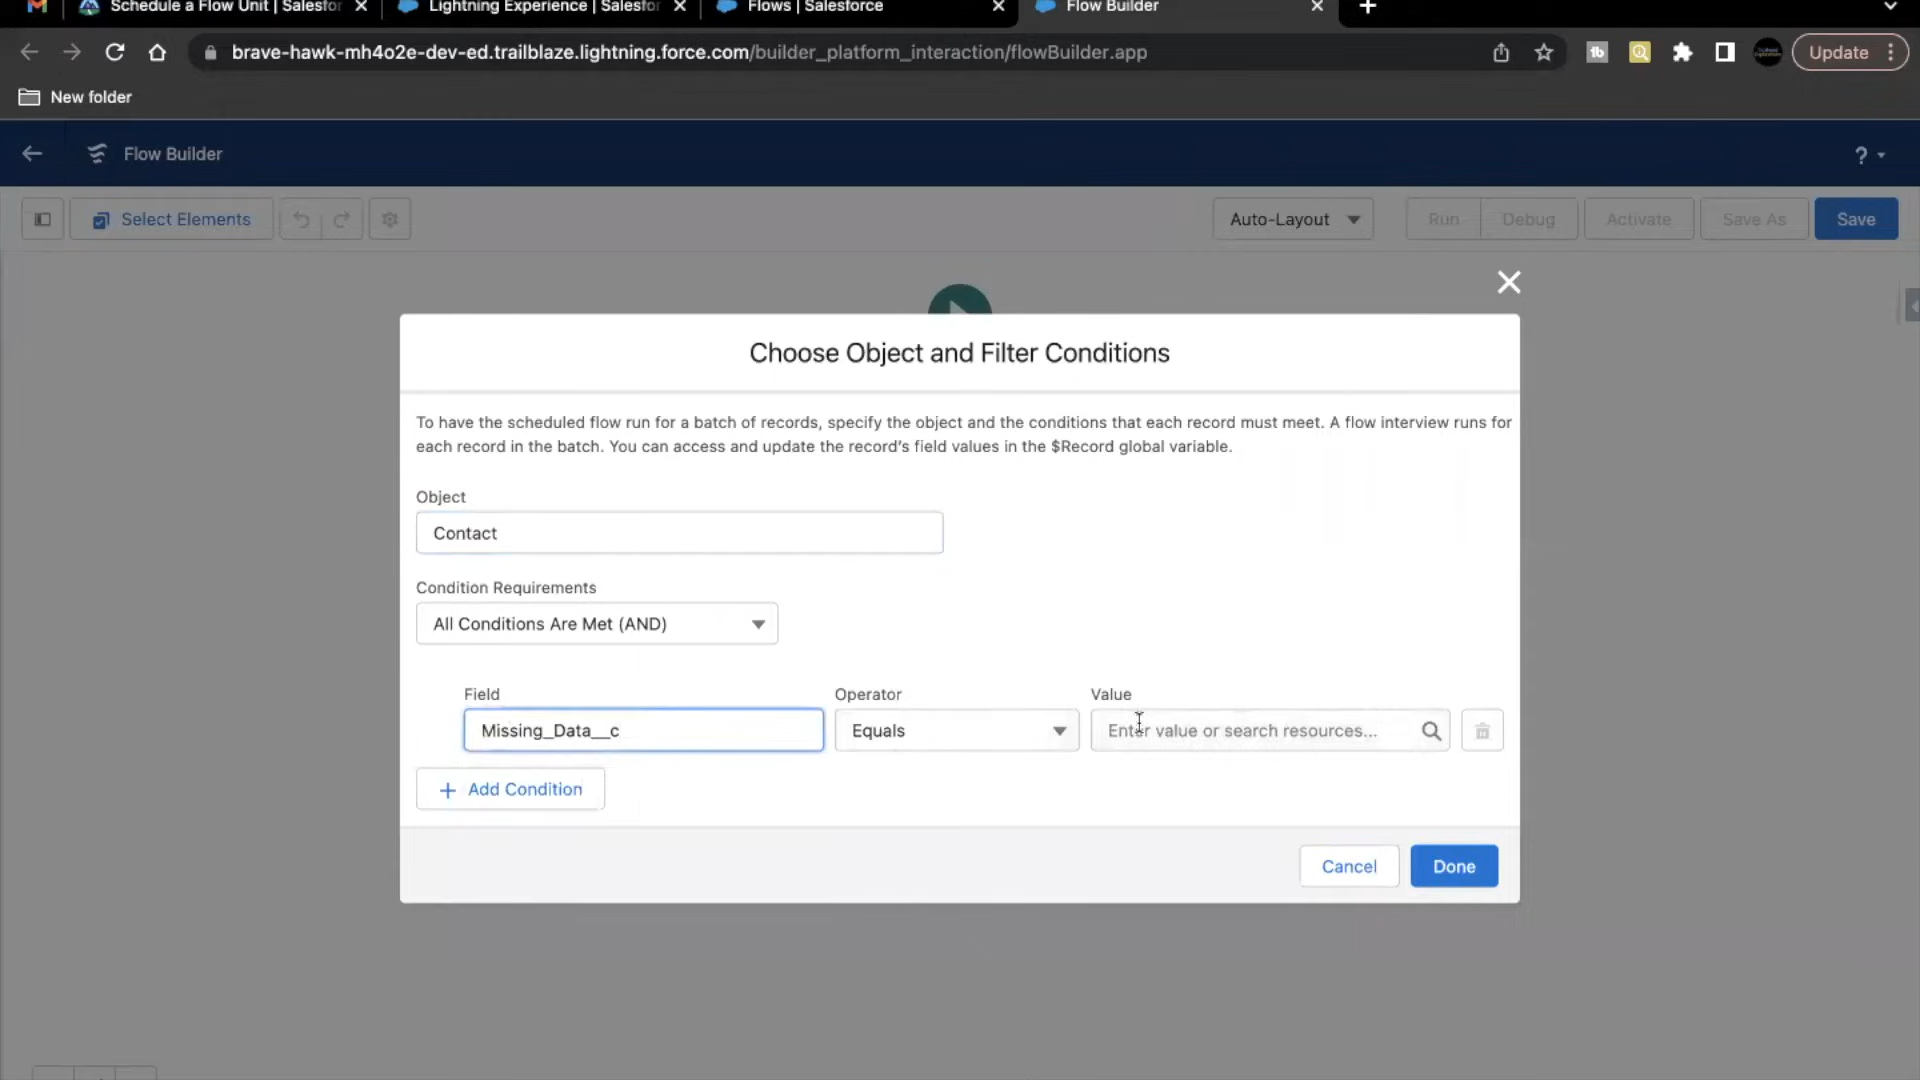 Schedule a Flow Unit | Salesfor
Lightning Experience | Salesfor
Flows | Salesforce
Flow Builder
brave-hawk-mh4o2e-dev-ed.trailblaze.lightning.force.com/builder_platform_interaction/flowBuilder.app
Update
New folder
Flow Builder
?
Select Elements
Auto-Layout
Run
Debug
Activate
Save As
Save
Choose Object and Filter Conditions
To have the scheduled flow run for a batch of records, specify the object and the conditions that each record must meet. A flow interview runs for
each record in the batch. You can access and update the record's field values in the $Record global variable.
Object
Contact
Condition Requirements
All Conditions Are Met (AND)
Field
Operator
Value
Missing_Data__c
Equals
Enter value or search resources...
Add Condition
Cancel
Done